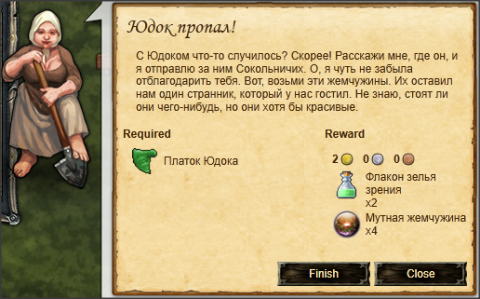 Юдок пропал!
С Юдоком что-то случилось? Скорее! Расскажи мне, где он, и
я отправлю за ним Сокольничих. О, я чуть не забыла
отблагодарить тебя. Вот, возьми эти жемчужины. Их оставил
нам один странник, который у нас гостил. Не знаю, стоят ли
они чего-нибудь, но они хотя бы красивые.
Required
Reward
Платок Юдока
2 0 0
Флакон зелья
зрения
x2
Мутная жемчужина
x4
Finish
Close